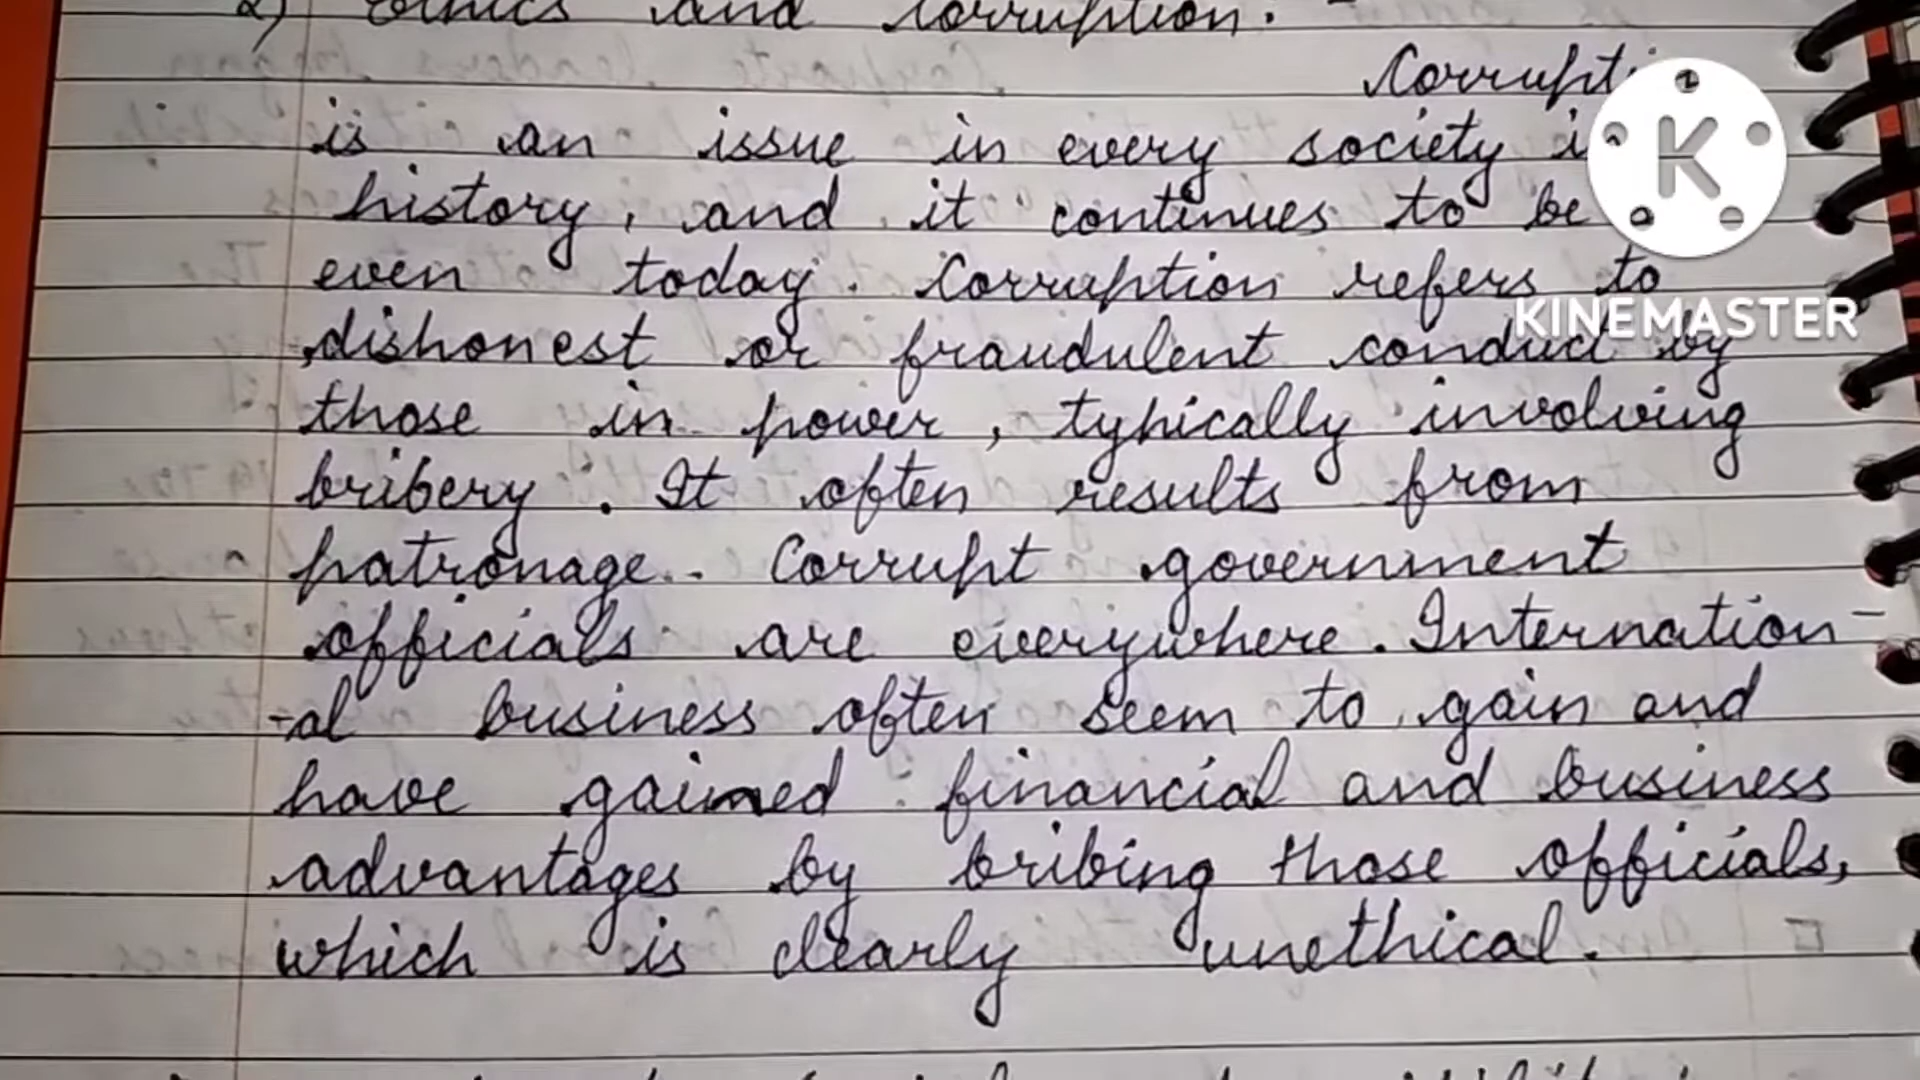 2) Ethics and Corruption. -
Corrupti
is an issue in every society in
history, and it continues to be
even today. Corruption refers to
dishonest or fraudulent conduct by
those in power, typically involving
bribery. It often results from
patronage. Corrupt government
officials are everywhere. Internation-
-al business often seem to gain and
have gained financial and business
advantages by bribing those officials,
which is clearly unethical.
K
KINEMASTER